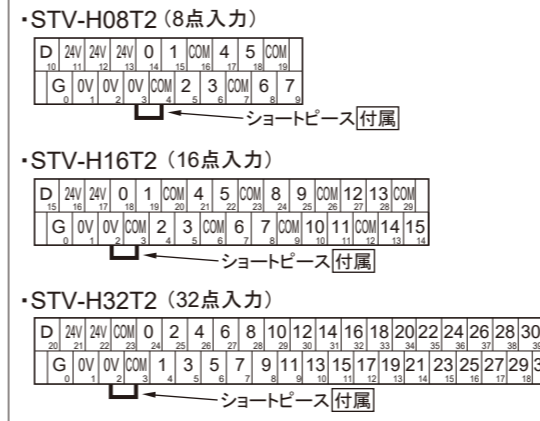 ・STV-H08T2（8点入力）
D 24V 24V 24V 0 1 COM 4 5 COM
10 11 12 13 14 15 16 17 18 19
G 0V 0V 0V COM 2 3 COM 6 7
0 1 2 3 4 5 6 7 8 9
ショートピース付属
・STV-H16T2（16点入力）
D 24V 24V 0 1 COM 4 5 COM 8 9 COM 12 13 COM
15 16 17 18 19 20 21 22 23 24 25 26 27 28 29
G 0V 0V COM 2 3 COM 6 7 COM 10 11 COM 14 15
0 1 2 3 4 5 6 7 8 9 10 11 12 13 14
ショートピース付属
・STV-H32T2（32点入力）
D 24V 24V COM 0 2 4 6 8 10 12 14 16 18 20 22 24 26 28 30
20 21 22 23 24 25 26 27 28 29 30 31 32 33 34 35 36 37 38 39
G 0V 0V COM 1 3 5 7 9 11 13 15 17 19 21 23 25 27 29 3
0 1 2 3 4 5 6 7 8 9 10 11 12 13 14 15 16 17 18
ショートピース付属